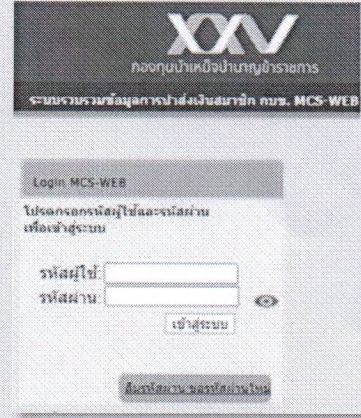 XXV
กองทุนบำเหน็จบำนาญข้าราชการ
ระบบรวบรวมข้อมูลการนำส่งเงินสมาชิก กบข. MCS-WEB
Login MCS-WEB
โปรดกรอกรหัสผู้ใช้และรหัสผ่าน
เพื่อเข้าสู่ระบบ
รหัสผู้ใช้:
รหัสผ่าน:
เข้าสู่ระบบ
ลืมรหัสผ่าน ขอรหัสผ่านใหม่